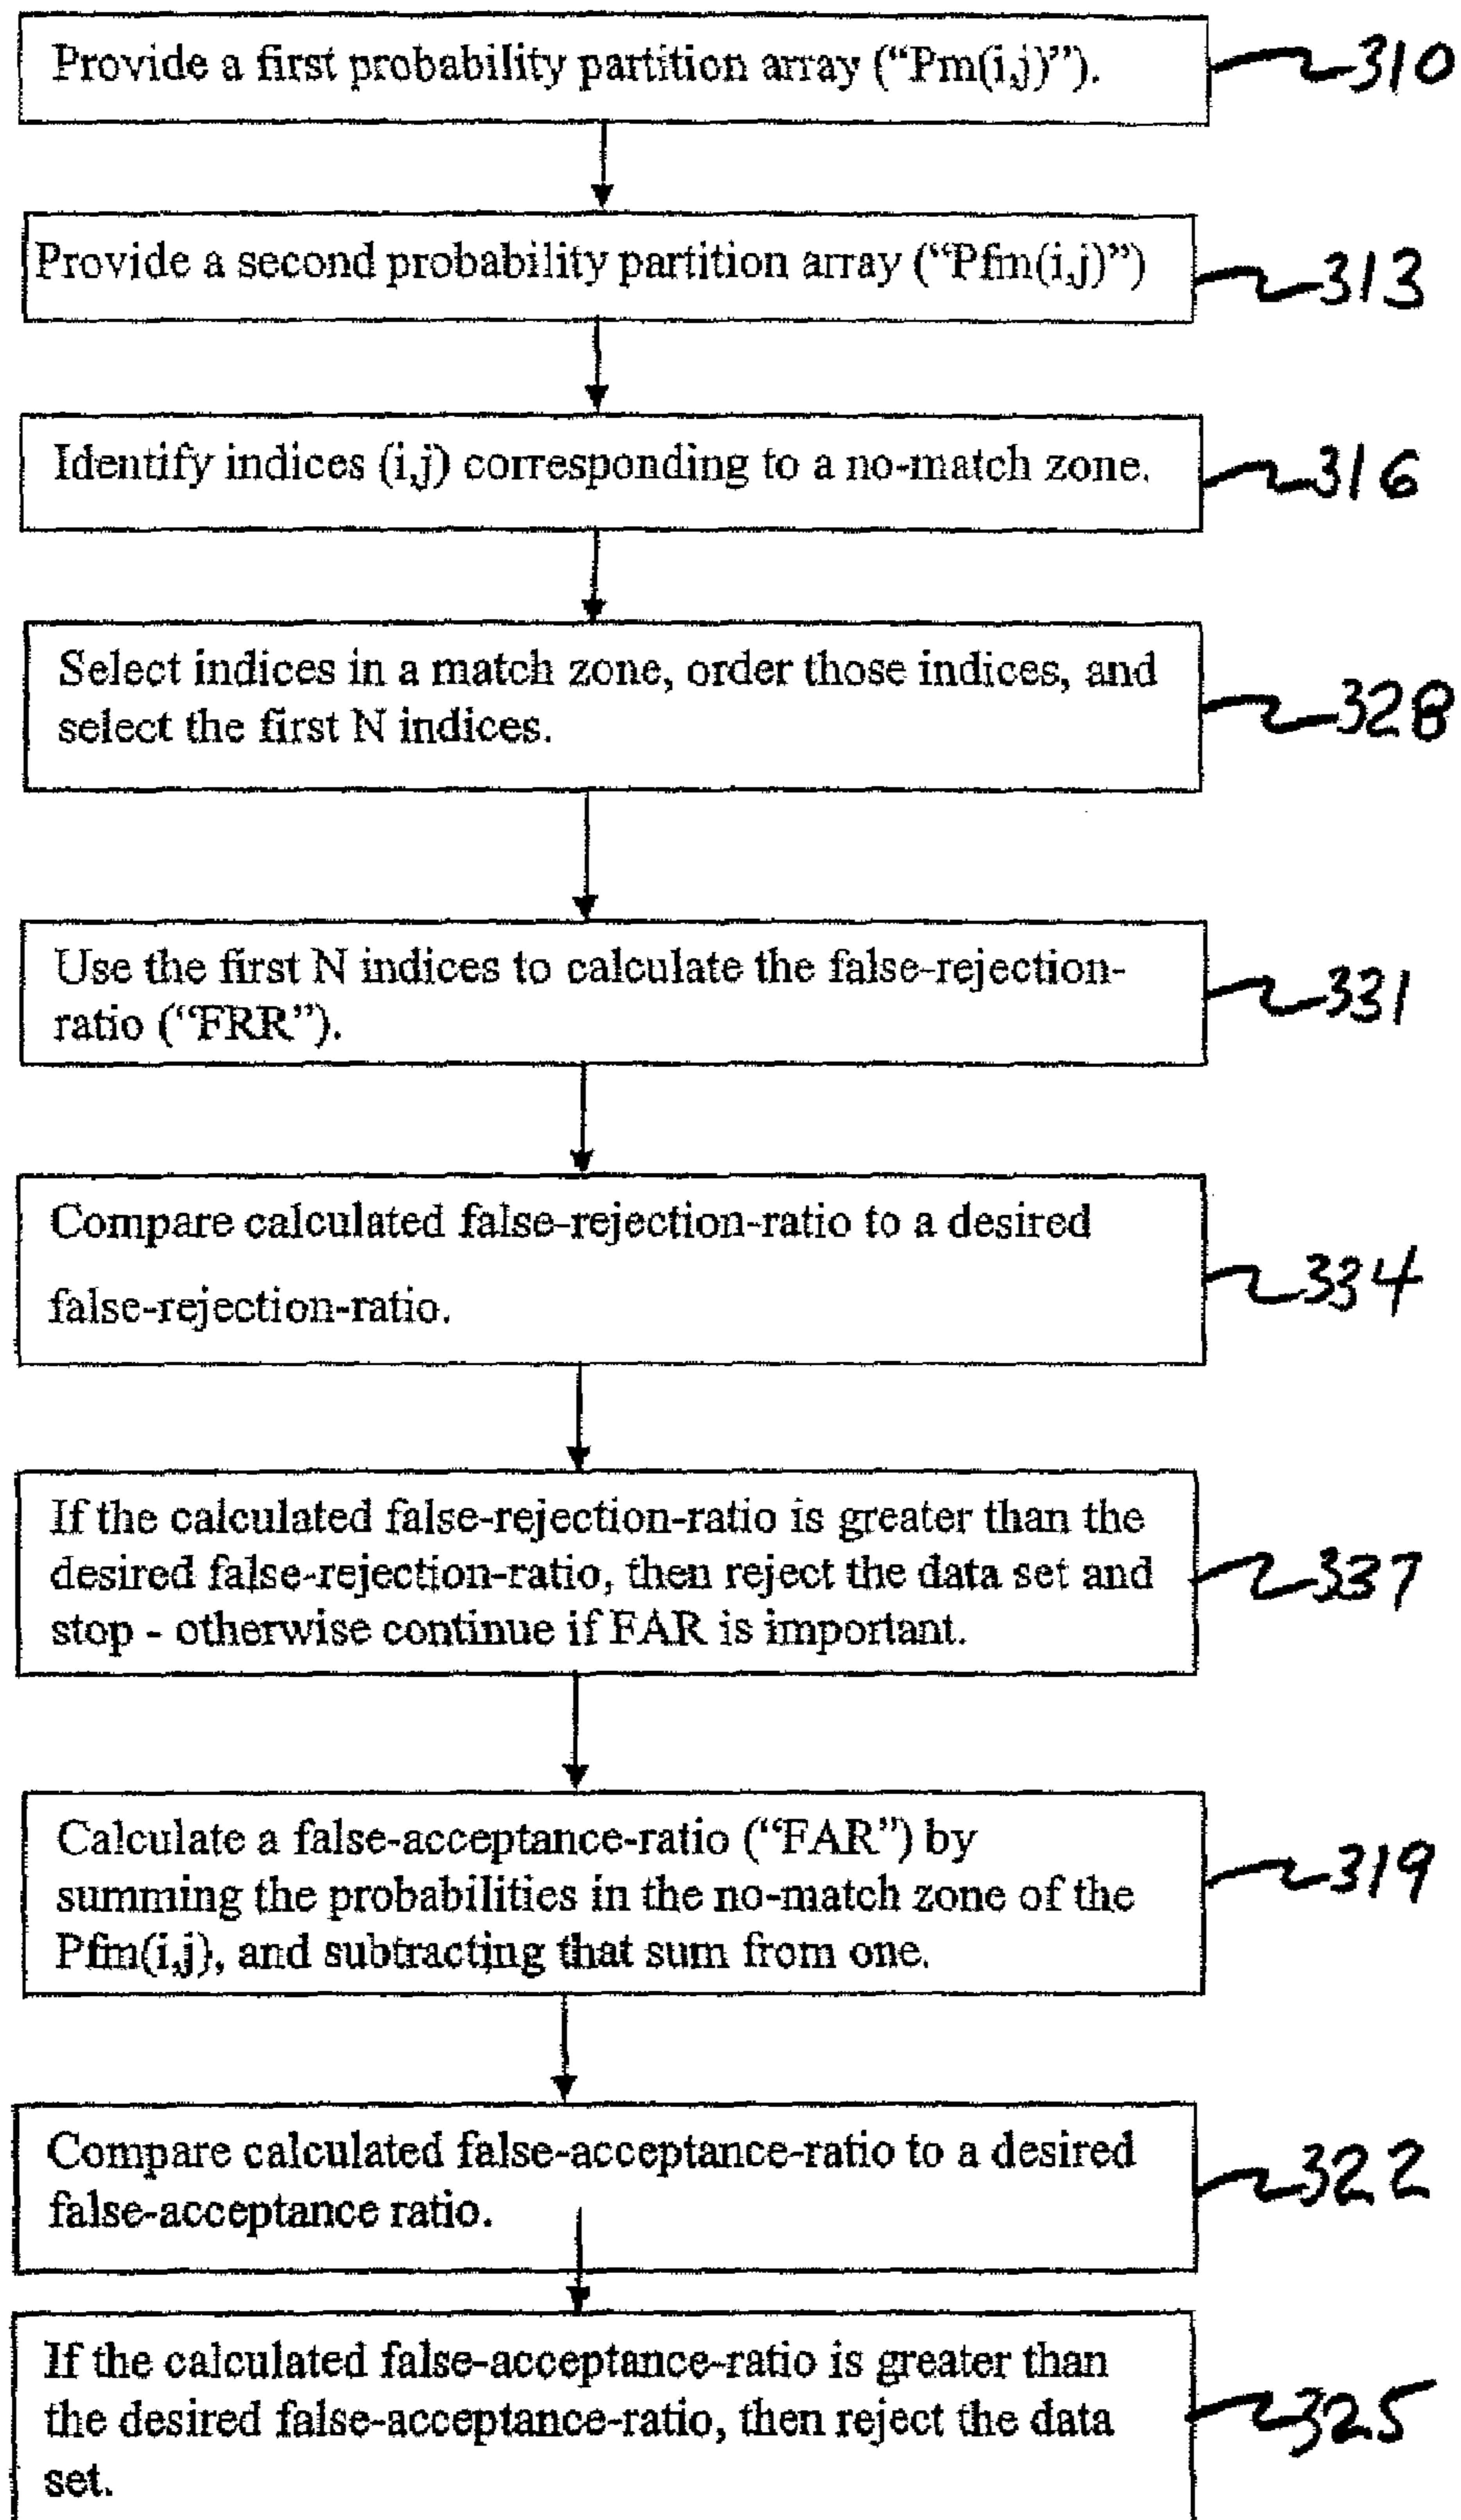 Provide a first probability partition array (“Pm(i,j)”).
310
Provide a second probability partition array (“Pfm(i,j)”)
313
Identify indices (i,j) corresponding to a no-match zone.
316
Select indices in a match zone, order those indices, and
select the first N indices.
328
Use the first N indices to calculate the false-rejection-
ratio (“FRR”).
331
Compare calculated false-rejection-ratio to a desired
false-rejection-ratio.
334
If the calculated false-rejection-ratio is greater than the
desired false-rejection-ratio, then reject the data set and
stop - otherwise continue if FAR is important.
337
Calculate a false-acceptance-ratio (“FAR”) by
summing the probabilities in the no-match zone of the
Pfm(i,j), and subtracting that sum from one.
319
Compare calculated false-acceptance-ratio to a desired
false-acceptance ratio.
322
If the calculated false-acceptance-ratio is greater than
the desired false-acceptance-ratio, then reject the data
set.
325